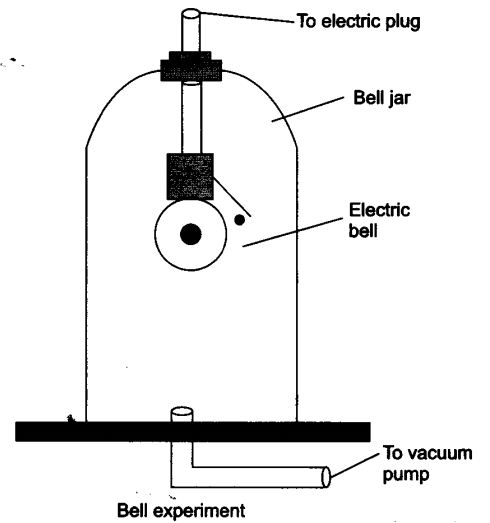 To electric plug
Bell jar
Electric
bell
To vacuum
pump
Bell experiment